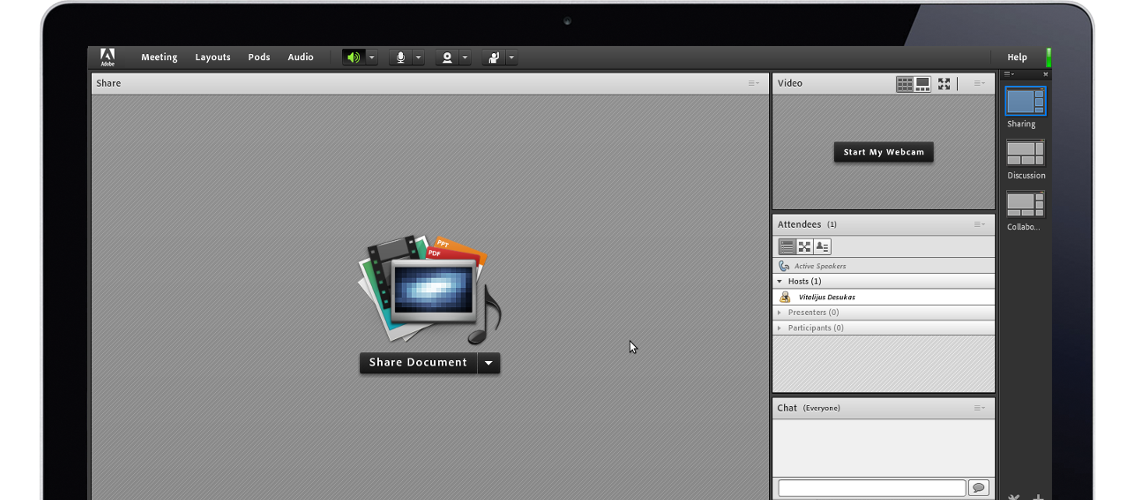 Adobe
Meeting Layouts Pods Audio Help
Share
PPT
PDF
Share Document
Video
Start My Webcam
Attendees (1)
Active Speakers
Hosts (1)
Vitelijus Desukas
Presenters (0)
Participants (0)
Chat (Everyone)
Sharing
Discussion
Collabo...